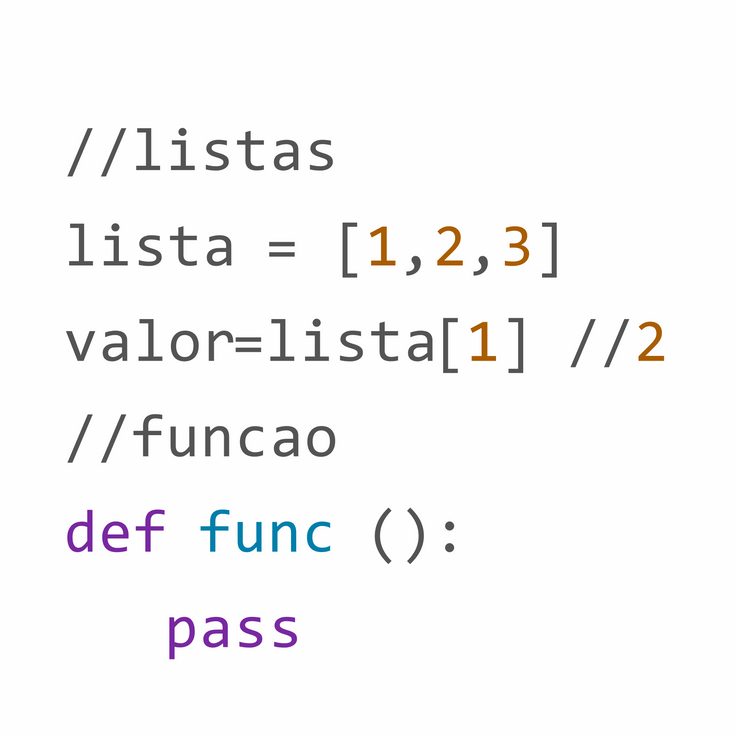 //listas
lista = [1,2,3]
valor=lista[1] //2
//funcao
def func ():
   pass